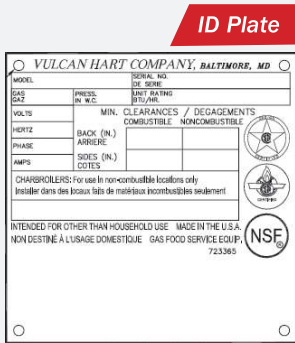 ID Plate
VULCAN HART COMPANY, BALTIMORE, MD
MODEL
SERIAL NO.
DE SERIE
GAS
GAZ
PRESS.
IN W.C.
UNIT RATING
BTU/HR.
VOLTS
MIN. CLEARANCES / DEGAGEMENTS
COMBUSTIBLE NONCOMBUSTIBLE
HERTZ
BACK (IN.)
ARRIERE
PHASE
SIDES (IN.)
COTES
AMPS
CHARBROILERS: For use In non-combustible locations only
Installer dans des locaux faits de matériaux incombustibles seulement
INTENDED FOR OTHER THAN HOUSEHOLD USE MADE IN THE U.S.A.
NON DESTINÉ À L'USAGE DOMESTIQUE GAS FOOD SERVICE EQUIP.
723365
NSF